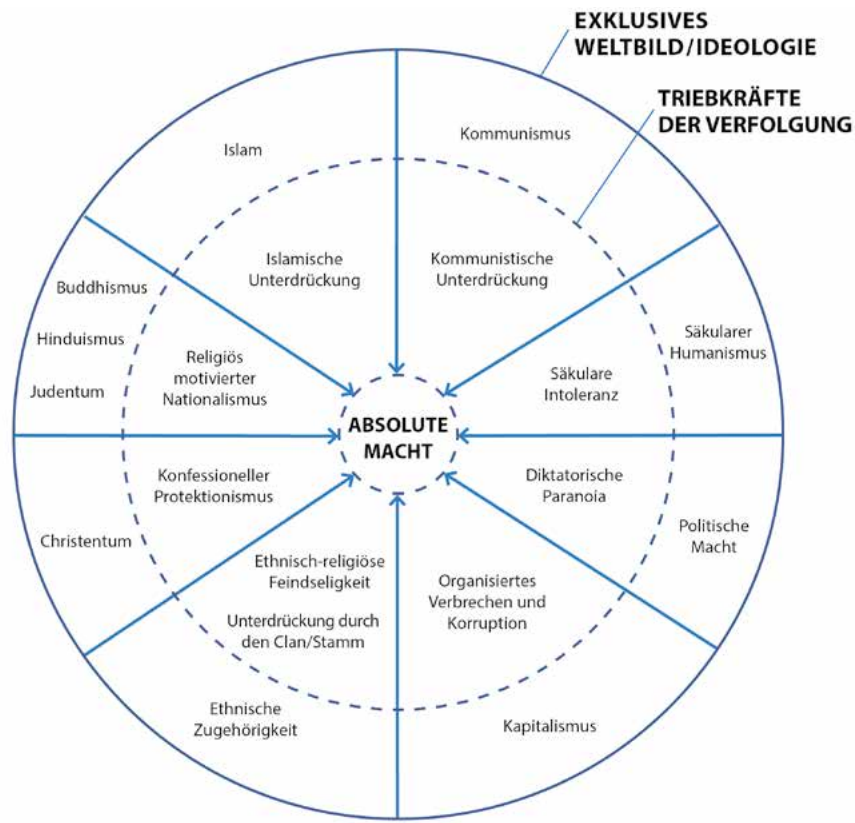 EXKLUSIVES
WELTBILD/IDEOLOGIE
TRIEBKRÄFTE
DER VERFOLGUNG
Islam
Kommunismus
Islamische
Unterdrückung
Kommunistische
Unterdrückung
Buddhismus
Hinduismus
Judentum
Religiös
motivierter
Nationalismus
Säkulare
Intoleranz
Säkularer
Humanismus
ABSOLUTE
MACHT
Konfessioneller
Protektionismus
Christentum
Diktatorische
Paranoia
Politische
Macht
Ethnisch-religiöse
Feindseligkeit
Unterdrückung durch
den Clan/Stamm
Organisiertes
Verbrechen und
Korruption
Ethnische
Zugehörigkeit
Kapitalismus